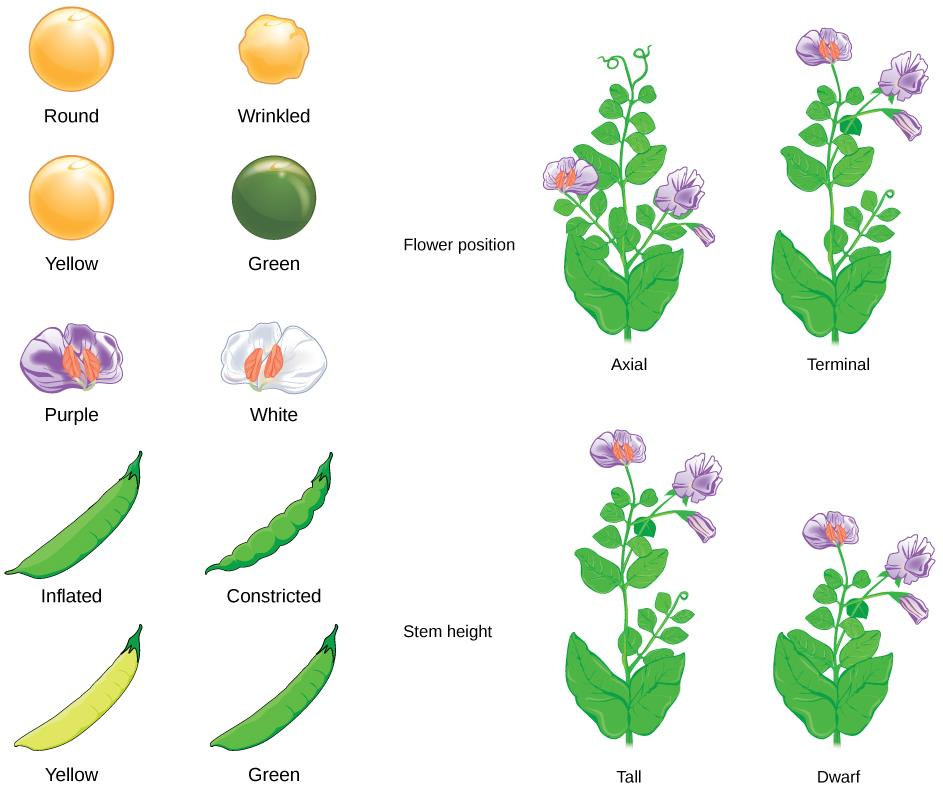 Round
Wrinkled
Yellow
Green
Purple
White
Inflated
Constricted
Yellow
Green
Flower position
Axial
Terminal
Stem height
Tall
Dwarf